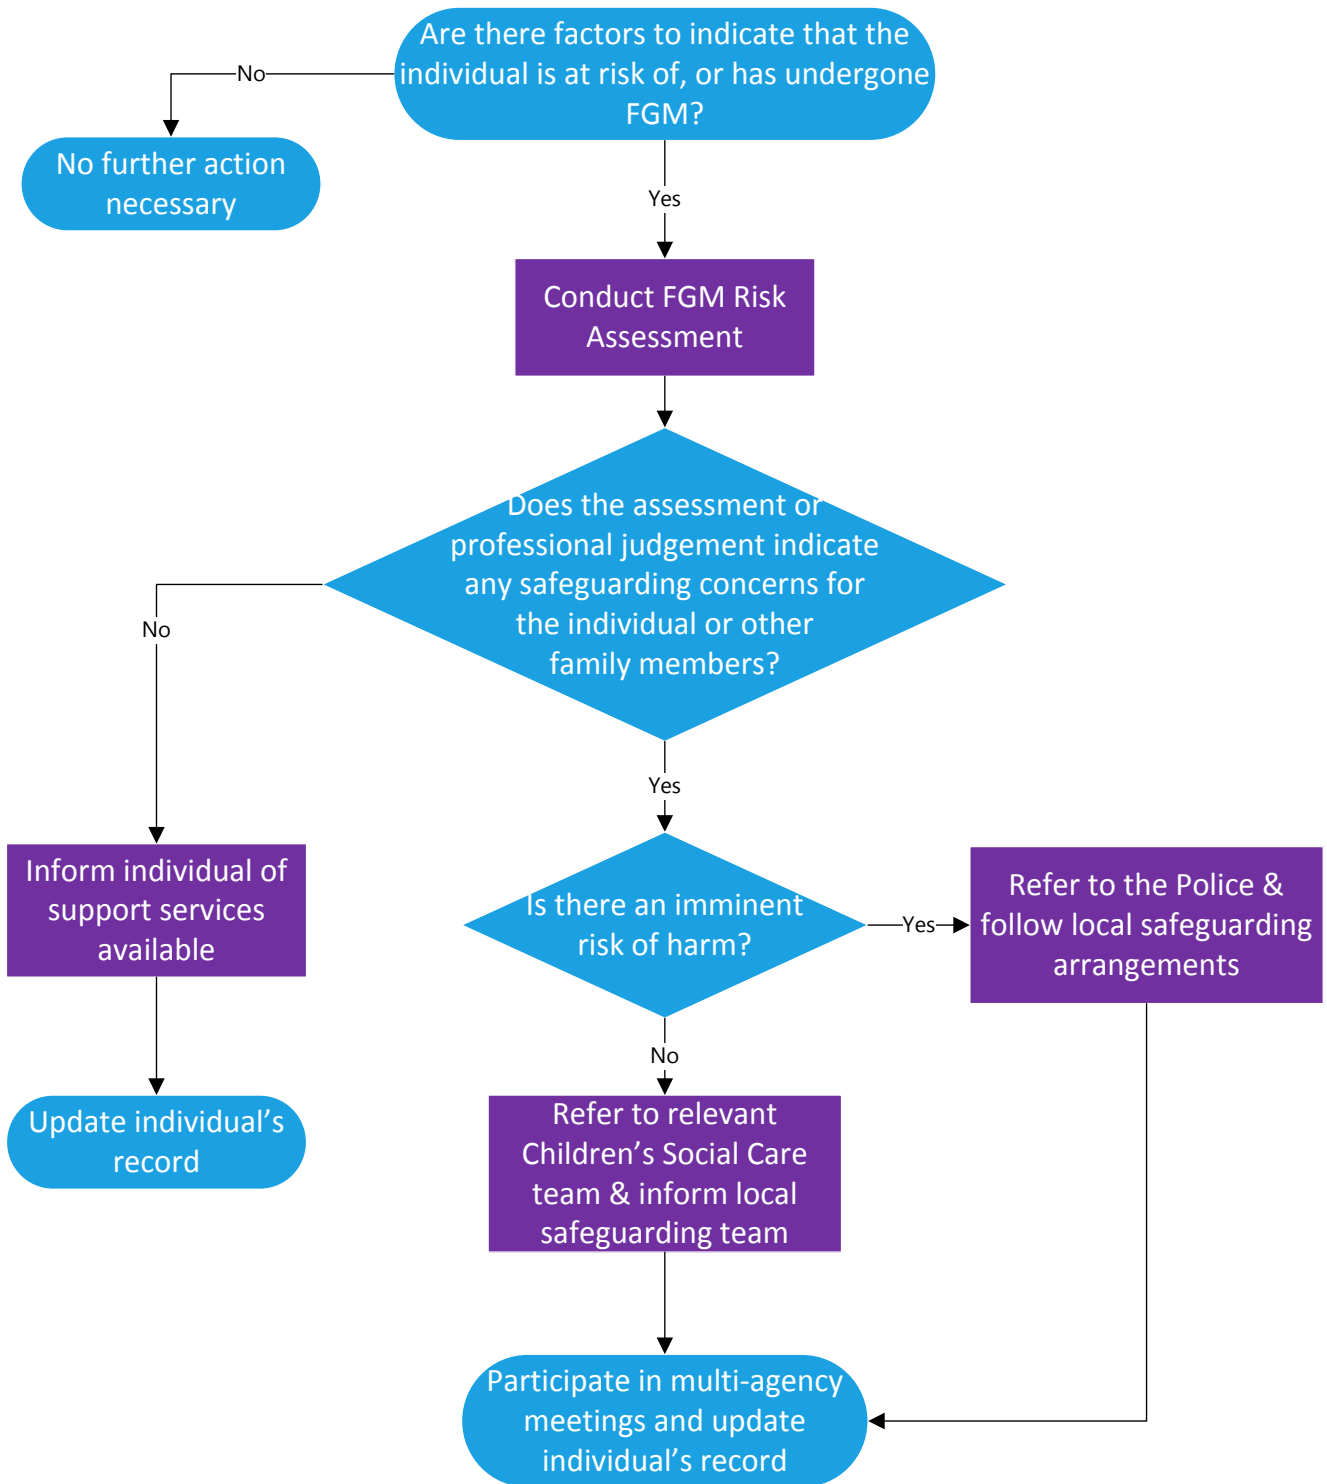 Are there factors to indicate that the
individual is at risk of, or has undergone
FGM?
No
No further action
necessary
Yes
Conduct FGM Risk
Assessment
Does the assessment or
professional judgement indicate
any safeguarding concerns for
the individual or other
family members?
No
Yes
Inform individual of
support services
available
Is there an imminent
risk of harm?
Yes
Refer to the Police &
follow local safeguarding
arrangements
No
Update individual’s
record
Refer to relevant
Children’s Social Care
team & inform local
safeguarding team
Participate in multi-agency
meetings and update
individual’s record